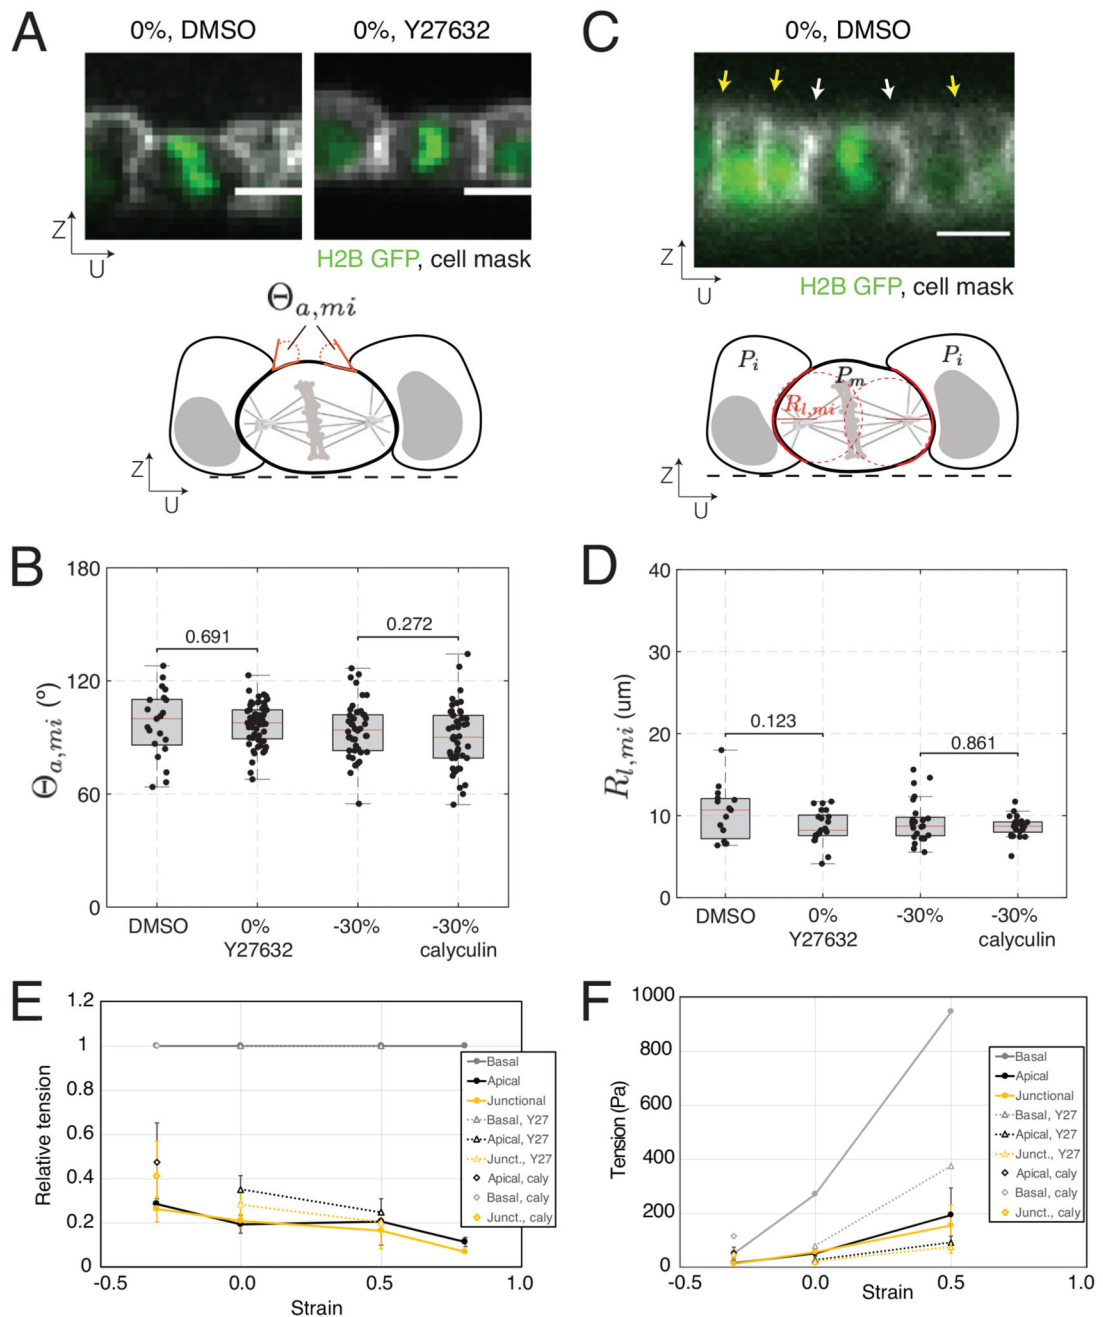 A
0%, DMSO
0%, Y27632
Z
U
H2B GFP, cell mask
Θa,mi
Z
U
C
0%, DMSO
Z
U
H2B GFP, cell mask
Pi
Pm
Pi
Rl,mi
Z
U
B
180
120
60
0
Θa,mi (º)
0.691
0.272
DMSO
0%
Y27632
-30%
-30%
calyculin
D
40
30
20
10
0
Rl,mi (um)
0.123
0.861
DMSO
0%
Y27632
-30%
-30%
calyculin
E
1.2
1
0.8
0.6
0.4
0.2
0
Relative tension
-0.5
0.0
0.5
1.0
Strain
Basal
Apical
Junctional
Basal, Y27
Apical, Y27
Junct., Y27
Apical, caly
Basal, caly
Junct., caly
F
1000
800
600
400
200
0
Tension (Pa)
-0.5
0.0
0.5
1.0
Strain
Basal
Apical
Junctional
Basal, Y27
Apical, Y27
Junct., Y27
Apical, caly
Basal, caly
Junct., caly